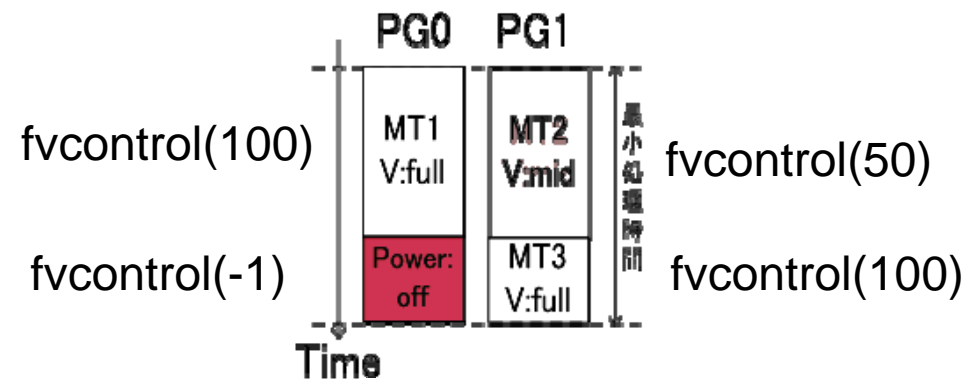 PG0 PG1
fvcontrol(100)
MT1
V:full
MT2
V:mid
最小処理時間
fvcontrol(50)
fvcontrol(-1)
Power:
off
MT3
V:full
fvcontrol(100)
Time